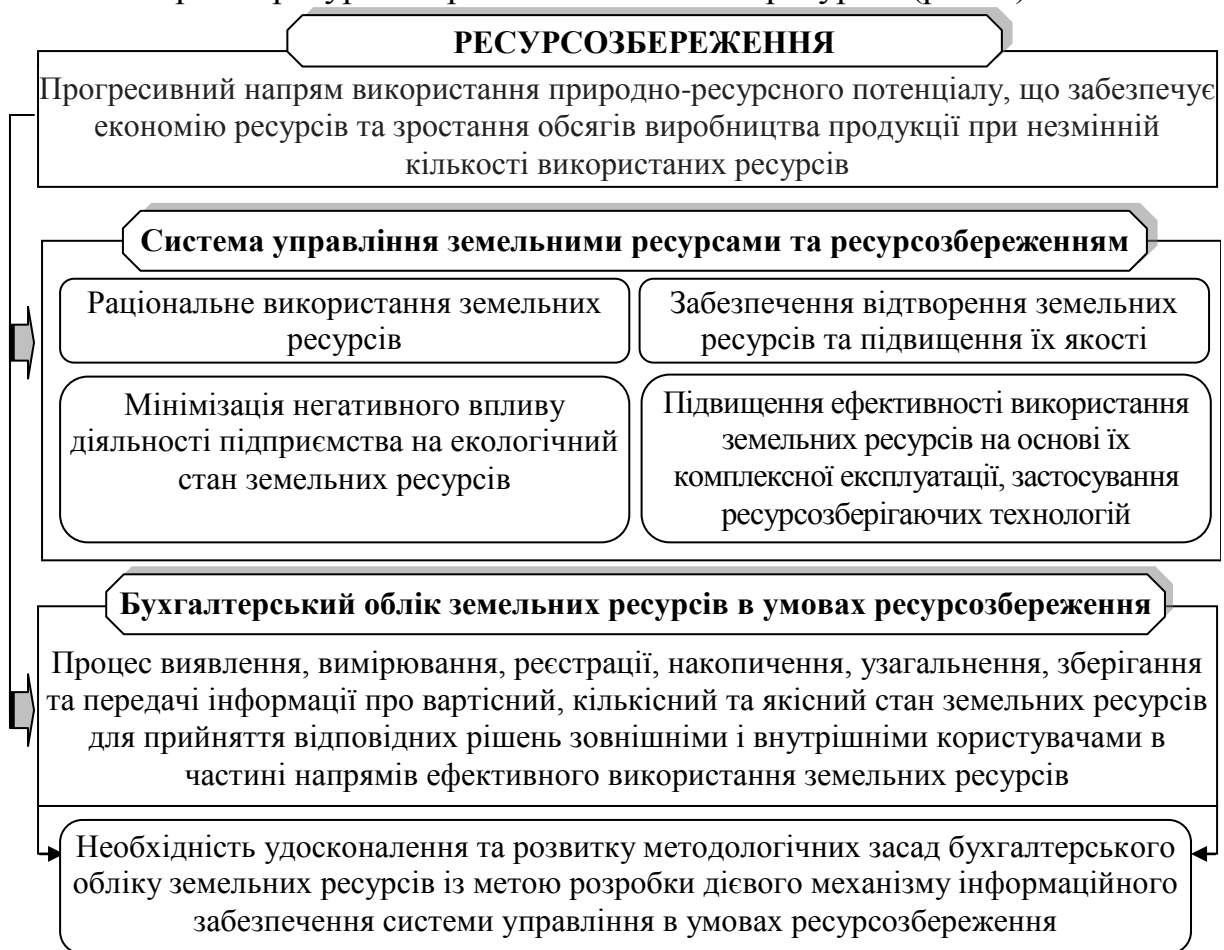 РЕСУРСОЗБЕРЕЖЕННЯ
Прогресивний напрям використання природно-ресурсного потенціалу, що забезпечує
економію ресурсів та зростання обсягів виробництва продукції при незмінній
кількості використаних ресурсів
Система управління земельними ресурсами та ресурсозбереженням
Раціональне використання земельних
ресурсів
Забезпечення відтворення земельних
ресурсів та підвищення їх якості
Мінімізація негативного впливу
діяльності підприємства на екологічний
стан земельних ресурсів
Підвищення ефективності використання
земельних ресурсів на основі їх
комплексної експлуатації, застосування
ресурсозберігаючих технологій
Бухгалтерський облік земельних ресурсів в умовах ресурсозбереження
Процес виявлення, вимірювання, реєстрації, накопичення, узагальнення, зберігання
та передачі інформації про вартісний, кількісний та якісний стан земельних ресурсів
для прийняття відповідних рішень зовнішніми і внутрішніми користувачами в
частині напрямів ефективного використання земельних ресурсів
Необхідність удосконалення та розвитку методологічних засад бухгалтерського
обліку земельних ресурсів із метою розробки дієвого механізму інформаційного
забезпечення системи управління в умовах ресурсозбереження